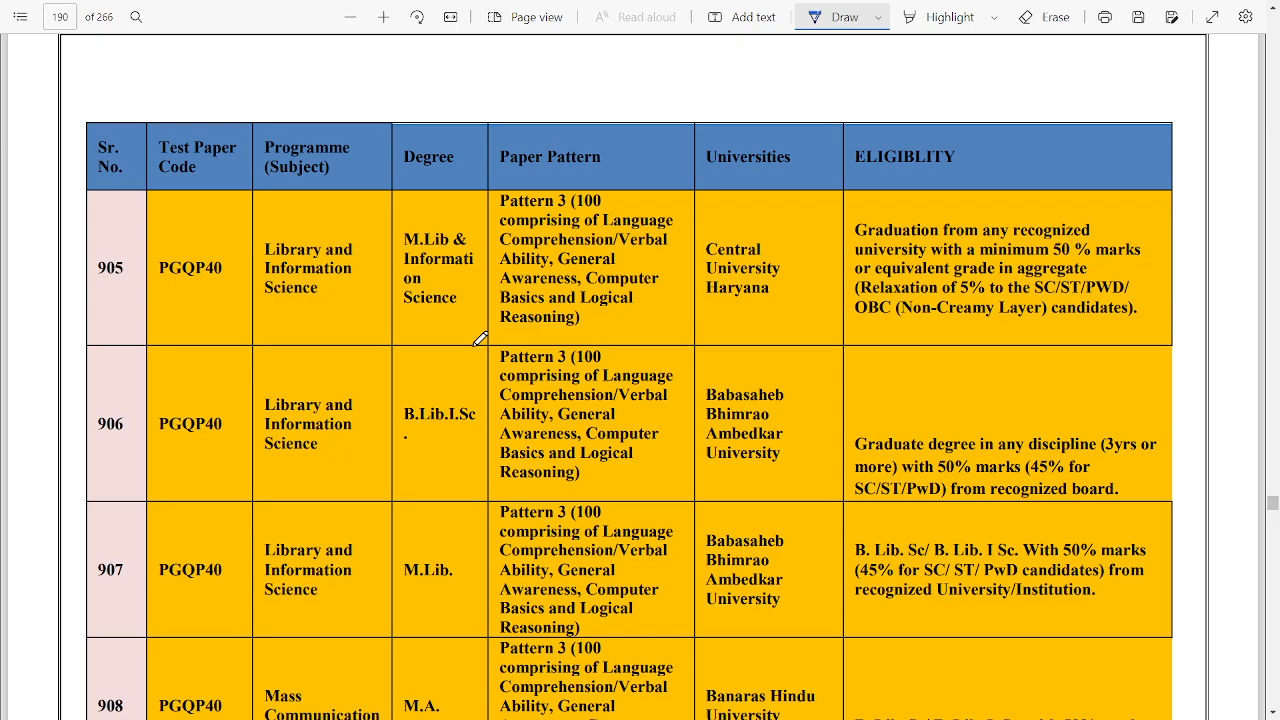 190 of 266
Page view
Read aloud
Add text
Draw
Highlight
Erase
Sr. No.
Test Paper Code
Programme (Subject)
Degree
Paper Pattern
Universities
ELIGIBLITY
905
PGQP40
Library and
Information
Science
M.Lib &
Informati
on
Science
Pattern 3 (100
comprising of Language
Comprehension/Verbal
Ability, General
Awareness, Computer
Basics and Logical
Reasoning)
Central
University
Haryana
Graduation from any recognized
university with a minimum 50 % marks
or equivalent grade in aggregate
(Relaxation of 5% to the SC/ST/PWD/
OBC (Non-Creamy Layer) candidates).
906
PGQP40
Library and
Information
Science
B.Lib.I.Sc
.
Pattern 3 (100
comprising of Language
Comprehension/Verbal
Ability, General
Awareness, Computer
Basics and Logical
Reasoning)
Babasaheb
Bhimrao
Ambedkar
University
Graduate degree in any discipline (3yrs or
more) with 50% marks (45% for
SC/ST/PwD) from recognized board.
907
PGQP40
Library and
Information
Science
M.Lib.
Pattern 3 (100
comprising of Language
Comprehension/Verbal
Ability, General
Awareness, Computer
Basics and Logical
Reasoning)
Babasaheb
Bhimrao
Ambedkar
University
B. Lib. Sc/ B. Lib. I Sc. With 50% marks
(45% for SC/ ST/ PwD candidates) from
recognized University/Institution.
908
PGQP40
Mass
Communication
M.A.
Pattern 3 (100
comprising of Language
Comprehension/Verbal
Ability, General
Banaras Hindu
University